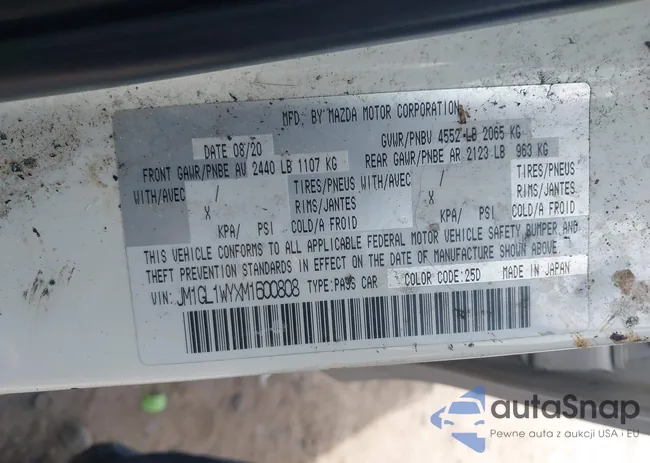 MFD. BY MAZDA MOTOR CORPORATION
DATE 08/20 GVWR/PNBV 4552 LB 2065 KG
FRONT GAWR/PNBE AV 2440 LB 1107 KG REAR GAWR/PNBE AR 2123 LB 963 KG
WITH/AVEC / TIRES/PNEUS WITH/AVEC / TIRES/PNEUS
X RIMS/JANTES X RIMS/JANTES
KPA/ PSI COLD/A FROID KPA/ PSI COLD/A FROID
THIS VEHICLE CONFORMS TO ALL APPLICABLE FEDERAL MOTOR VEHICLE SAFETY, BUMPER AND
THEFT PREVENTION STANDARDS IN EFFECT ON THE DATE OF MANUFACTURE SHOWN ABOVE
VIN: JM1GL1WYXM1600808 TYPE:PASS CAR COLOR CODE:25D MADE IN JAPAN
autoSnap
Pewne auta z aukcji USA i EU